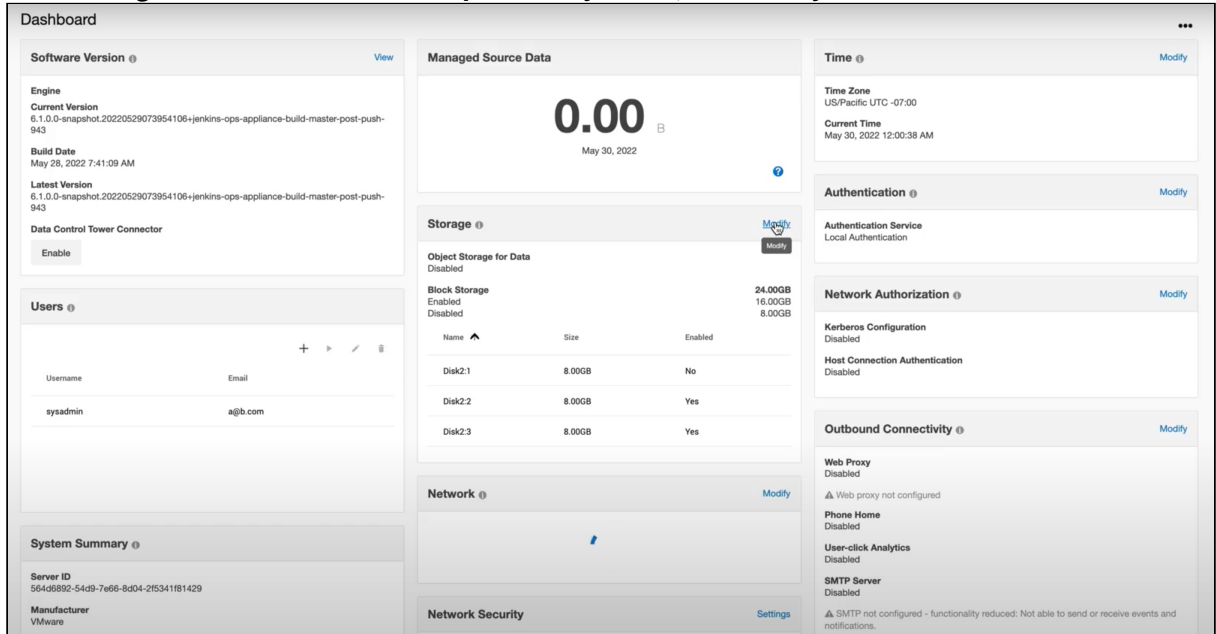 Dashboard
Software Version
View
Engine
Current Version
6.1.0.0-snapshot.20220529073954106+jenkins-ops-appliance-build-master-post-push-
943
Build Date
May 28, 2022 7:41:09 AM
Latest Version
6.1.0.0-snapshot.20220529073954106+jenkins-ops-appliance-build-master-post-push-
943
Data Control Tower Connector
Enable
Users
Username Email
sysadmin a@b.com
System Summary
Server ID
564d6892-54d9-7e66-8d04-2f5341f81429
Manufacturer
VMware
Managed Source Data
0.00 B
May 30, 2022
Storage
Modify
Modify
Object Storage for Data
Disabled
Block Storage 24.00GB
Enabled 16.00GB
Disabled 8.00GB
Name Size Enabled
Disk2:1 8.00GB No
Disk2:2 8.00GB Yes
Disk2:3 8.00GB Yes
Network Modify
Network Security Settings
Time Modify
Time Zone
US/Pacific UTC -07:00
Current Time
May 30, 2022 12:00:38 AM
Authentication Modify
Authentication Service
Local Authentication
Network Authorization Modify
Kerberos Configuration
Disabled
Host Connection Authentication
Disabled
Outbound Connectivity Modify
Web Proxy
Disabled
Web proxy not configured
Phone Home
Disabled
User-click Analytics
Disabled
SMTP Server
Disabled
SMTP not configured - functionality reduced: Not able to send or receive events and
notifications.